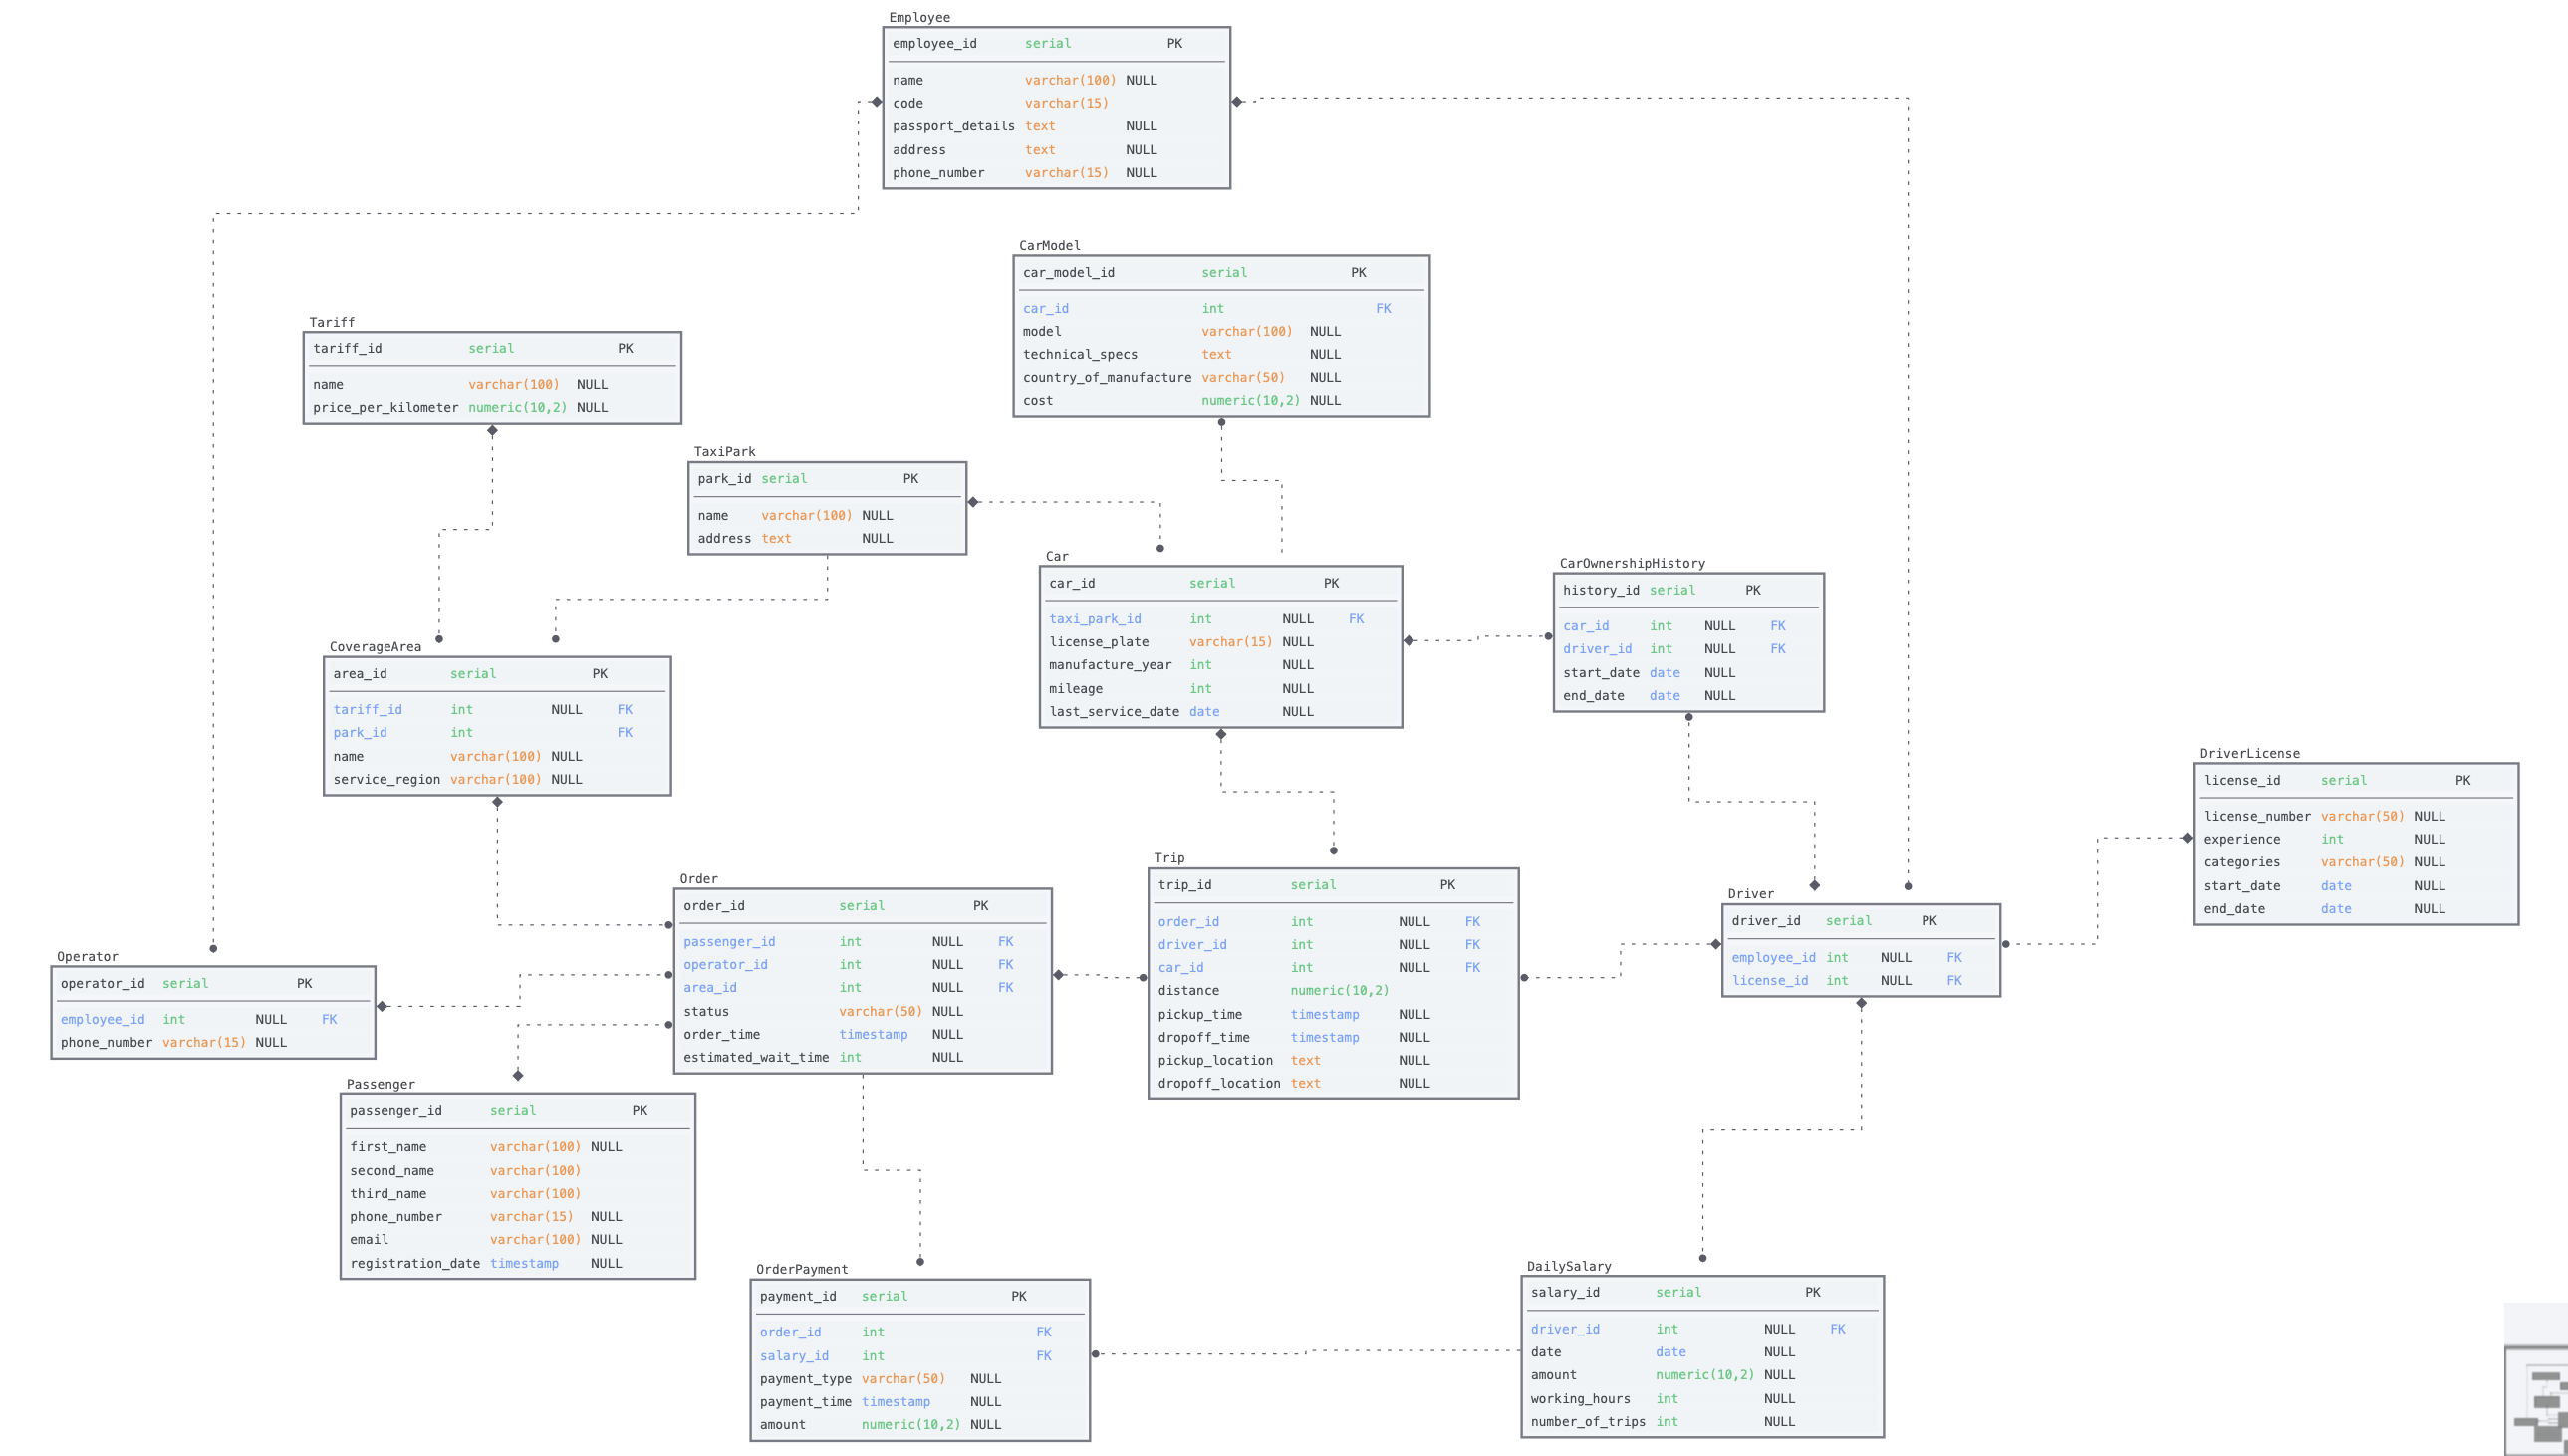 Employee
employee_id serial PK
name varchar(100) NULL
code varchar(15)
passport_details text NULL
address text NULL
phone_number varchar(15) NULL
CarModel
car_model_id serial PK
car_id int FK
model varchar(100) NULL
technical_specs text NULL
country_of_manufacture varchar(50) NULL
cost numeric(10,2) NULL
Tariff
tariff_id serial PK
name varchar(100) NULL
price_per_kilometer numeric(10,2) NULL
TaxiPark
park_id serial PK
name varchar(100) NULL
address text NULL
Car
car_id serial PK
taxi_park_id int NULL FK
license_plate varchar(15) NULL
manufacture_year int NULL
mileage int NULL
last_service_date date NULL
CarOwnershipHistory
history_id serial PK
car_id int NULL FK
driver_id int NULL FK
start_date date NULL
end_date date NULL
CoverageArea
area_id serial PK
tariff_id int NULL FK
park_id int FK
name varchar(100) NULL
service_region varchar(100) NULL
DriverLicense
license_id serial PK
license_number varchar(50) NULL
experience int NULL
categories varchar(50) NULL
start_date date NULL
end_date date NULL
Trip
trip_id serial PK
order_id int NULL FK
driver_id int NULL FK
car_id int NULL FK
distance numeric(10,2)
pickup_time timestamp NULL
dropoff_time timestamp NULL
pickup_location text NULL
dropoff_location text NULL
Order
order_id serial PK
passenger_id int NULL FK
operator_id int NULL FK
area_id int NULL FK
status varchar(50) NULL
order_time timestamp NULL
estimated_wait_time int NULL
Driver
driver_id serial PK
employee_id int NULL FK
license_id int NULL FK
Operator
operator_id serial PK
employee_id int NULL FK
phone_number varchar(15) NULL
Passenger
passenger_id serial PK
first_name varchar(100) NULL
second_name varchar(100)
third_name varchar(100)
phone_number varchar(15) NULL
email varchar(100) NULL
registration_date timestamp NULL
OrderPayment
payment_id serial PK
order_id int FK
salary_id int FK
payment_type varchar(50) NULL
payment_time timestamp NULL
amount numeric(10,2) NULL
DailySalary
salary_id serial PK
driver_id int NULL FK
date date NULL
amount numeric(10,2) NULL
working_hours int NULL
number_of_trips int NULL